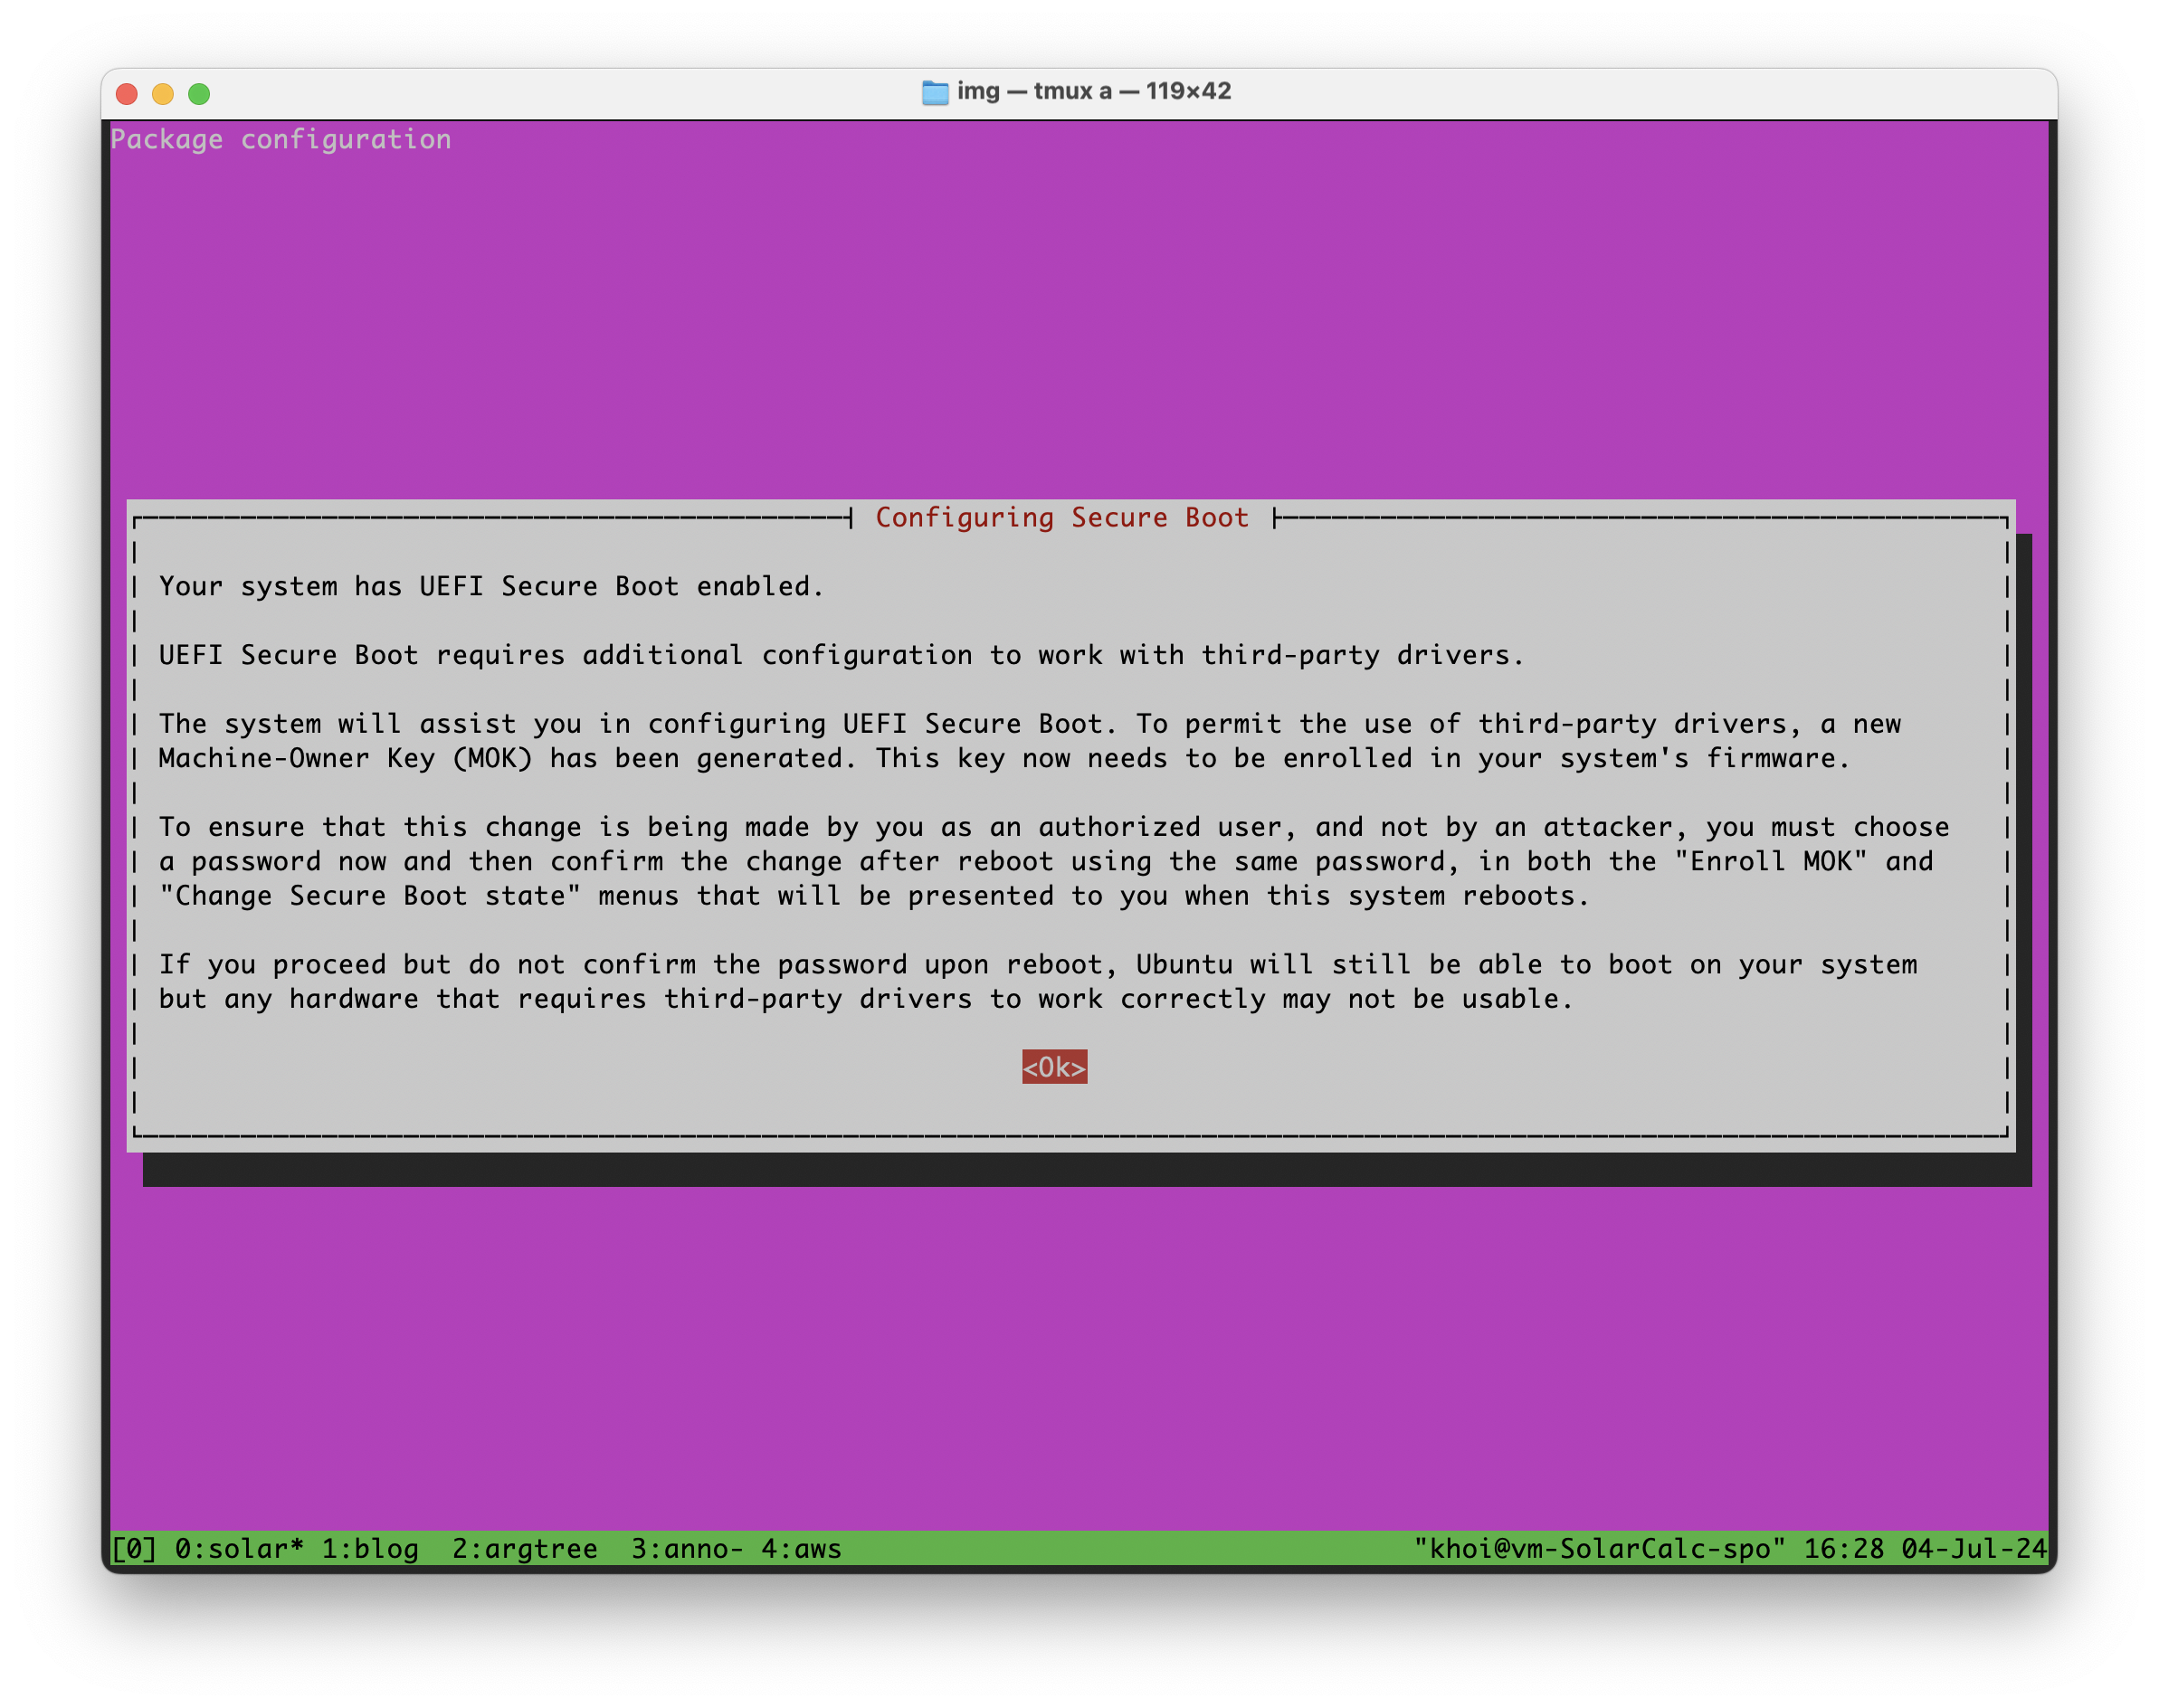 img — tmux a — 119×42
Package configuration
Configuring Secure Boot
Your system has UEFI Secure Boot enabled.
UEFI Secure Boot requires additional configuration to work with third-party drivers.
The system will assist you in configuring UEFI Secure Boot. To permit the use of third-party drivers, a new
Machine-Owner Key (MOK) has been generated. This key now needs to be enrolled in your system's firmware.
To ensure that this change is being made by you as an authorized user, and not by an attacker, you must choose
a password now and then confirm the change after reboot using the same password, in both the "Enroll MOK" and
"Change Secure Boot state" menus that will be presented to you when this system reboots.
If you proceed but do not confirm the password upon reboot, Ubuntu will still be able to boot on your system
but any hardware that requires third-party drivers to work correctly may not be usable.
<Ok>
[0] 0:solar* 1:blog  2:argtree  3:anno- 4:aws "khoi@vm-SolarCalc-spo" 16:28 04-Jul-24